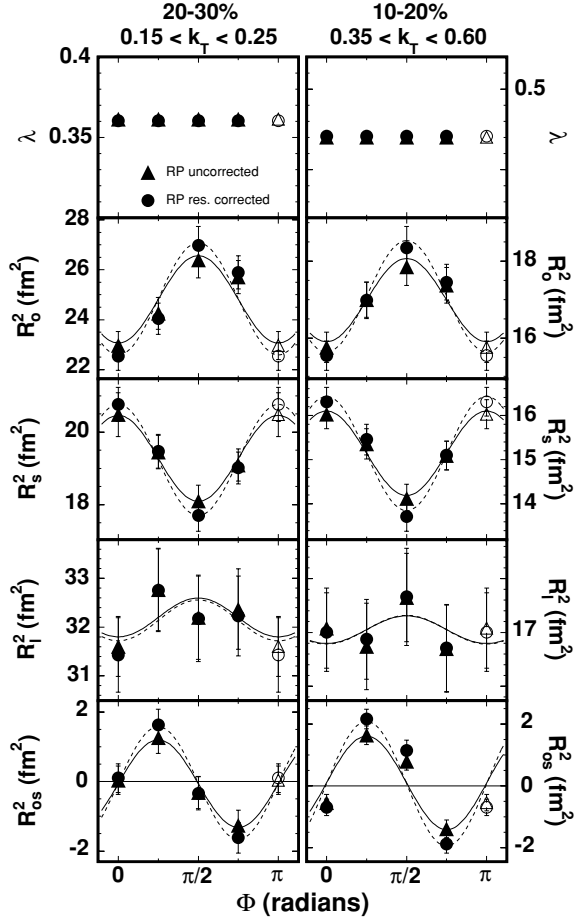 20-30%
0.15 < k_T < 0.25
10-20%
0.35 < k_T < 0.60
0.4
0.35
λ
RP uncorrected
RP res. corrected
0.5
λ
28
26
24
22
R_o^2 (fm^2)
18
16
R_o^2 (fm^2)
20
18
R_s^2 (fm^2)
16
15
14
R_s^2 (fm^2)
33
32
31
R_l^2 (fm^2)
17
R_l^2 (fm^2)
2
0
-2
R_os^2 (fm^2)
2
0
-2
R_os^2 (fm^2)
0 π/2 π
0 π/2 π
Φ (radians)